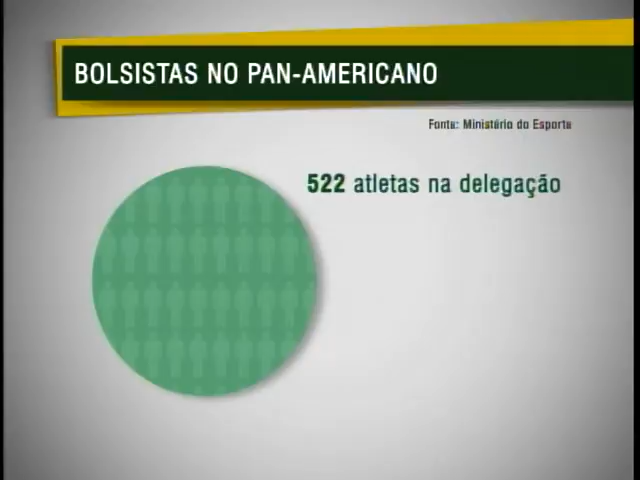 BOLSISTAS NO PAN-AMERICANO
Fonte: Ministério do Esporte
522 atletas na delegação